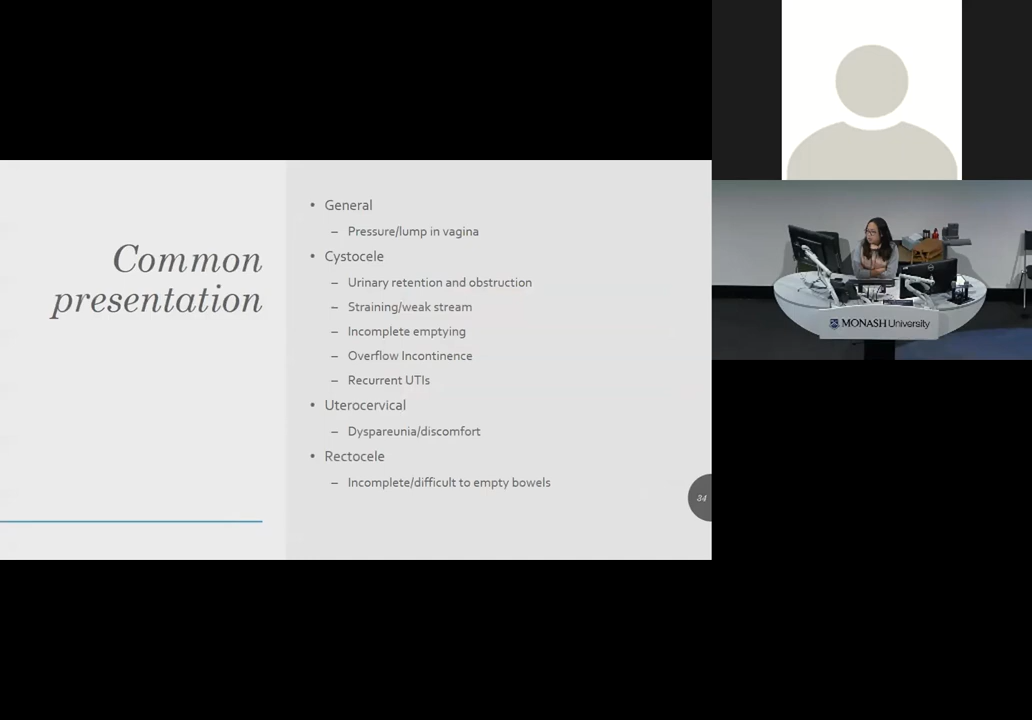 Common
presentation
• General
– Pressure/lump in vagina
• Cystocele
– Urinary retention and obstruction
– Straining/weak stream
– Incomplete emptying
– Overflow Incontinence
– Recurrent UTIs
• Uterocervical
– Dyspareunia/discomfort
• Rectocele
– Incomplete/difficult to empty bowels
34
MONASH University